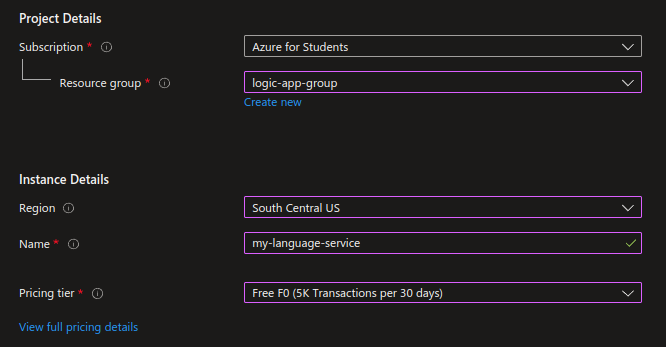 Project Details
Subscription * Azure for Students
Resource group * logic-app-group
Create new
Instance Details
Region South Central US
Name * my-language-service
Pricing tier * Free F0 (5K Transactions per 30 days)
View full pricing details